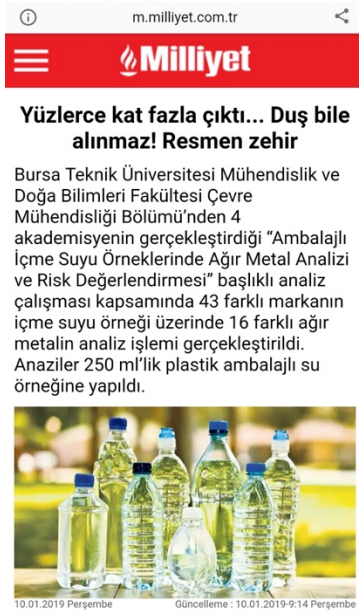 m.milliyet.com.tr
Milliyet
Yüzlerce kat fazla çıktı... Duş bile
alınmaz! Resmen zehir
Bursa Teknik Üniversitesi Mühendislik ve
Doğa Bilimleri Fakültesi Çevre
Mühendisliği Bölümü’nden 4
akademisyenin gerçekleştirdiği “Ambalajlı
İçme Suyu Örneklerinde Ağır Metal Analizi
ve Risk Değerlendirmesi” başlıklı analiz
çalışması kapsamında 43 farklı markanın
içme suyu örneği üzerinde 16 farklı ağır
metalin analiz işlemi gerçekleştirildi.
Anaziler 250 ml’lik plastik ambalajlı su
örneğine yapıldı.
10.01.2019 Perşembe
Güncelleme : 10.01.2019-9:14 Perşembe